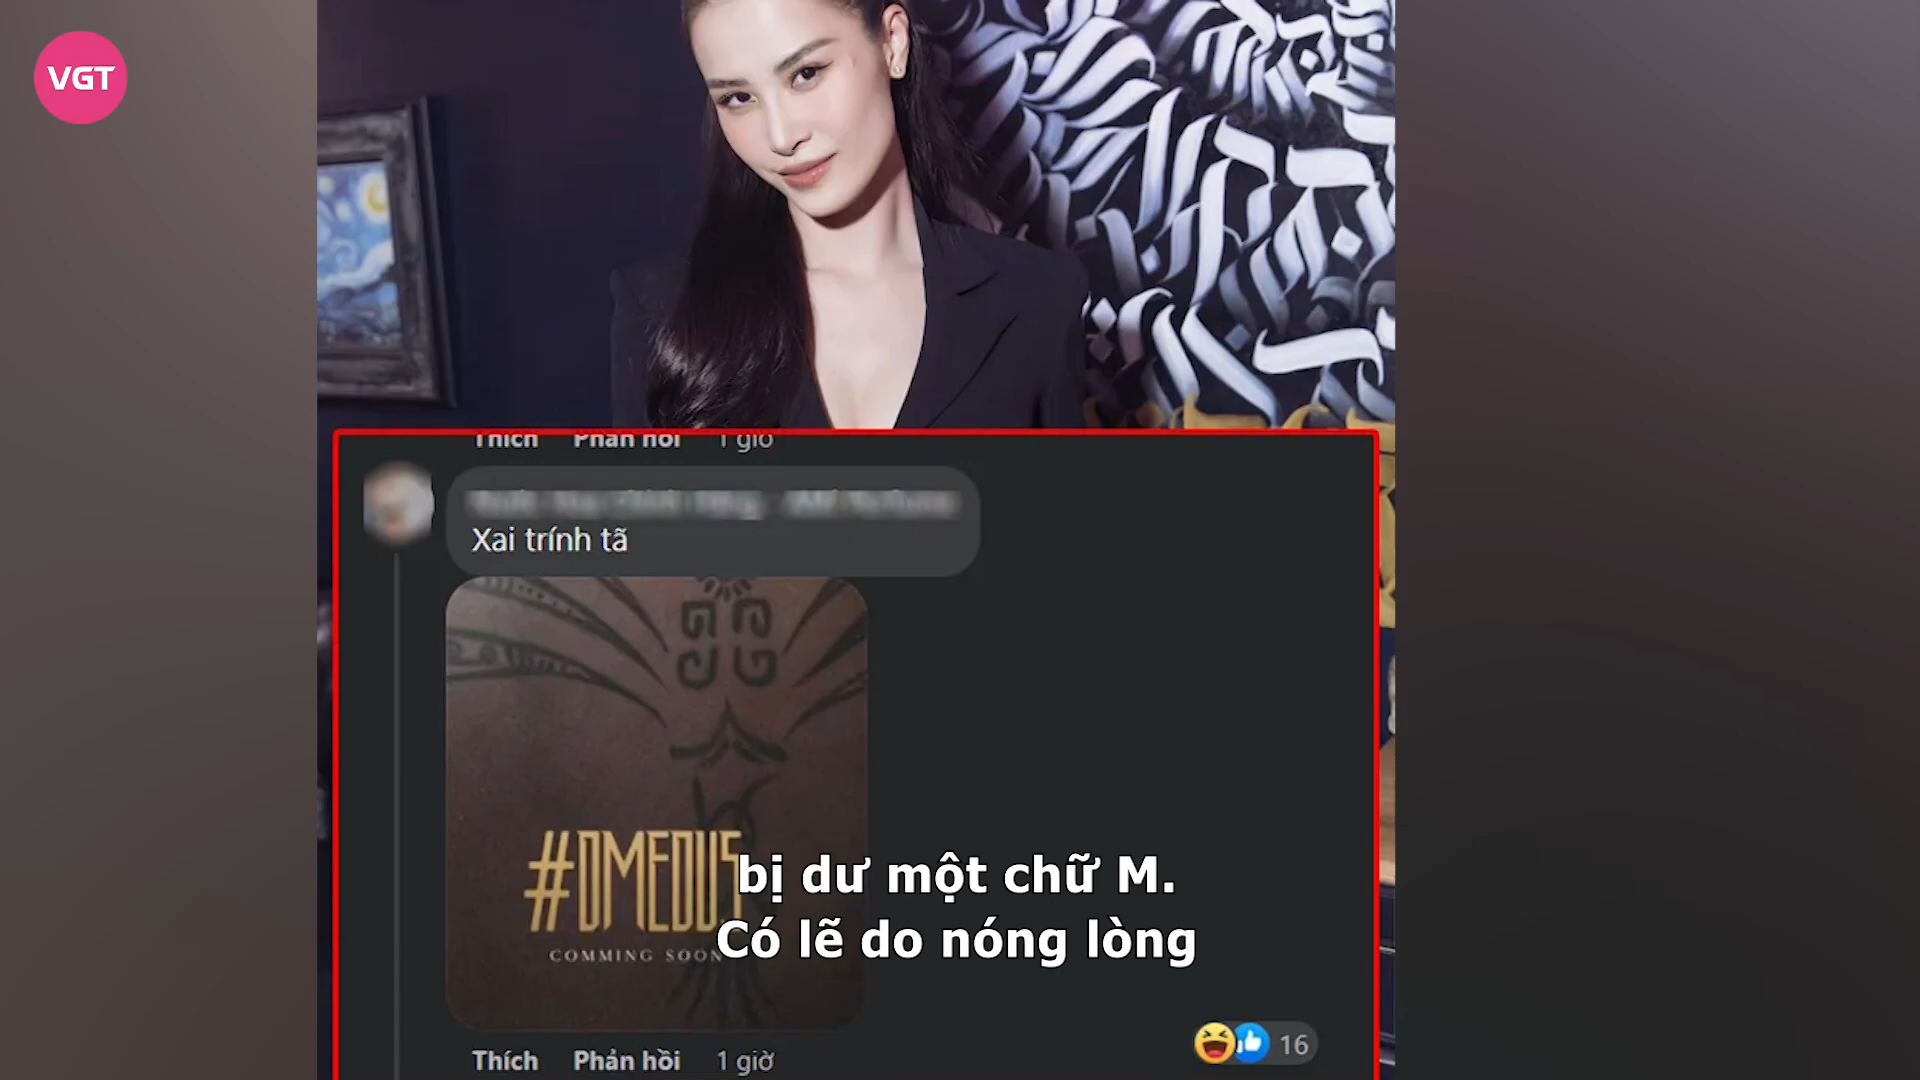 VGT
Thích Phản hồi 1 giờ
Xai trính tã
#DMEDUS
COMMING SOON
bị dư một chữ M.
Có lẽ do nóng lòng
16
Thích Phản hồi 1 giờ